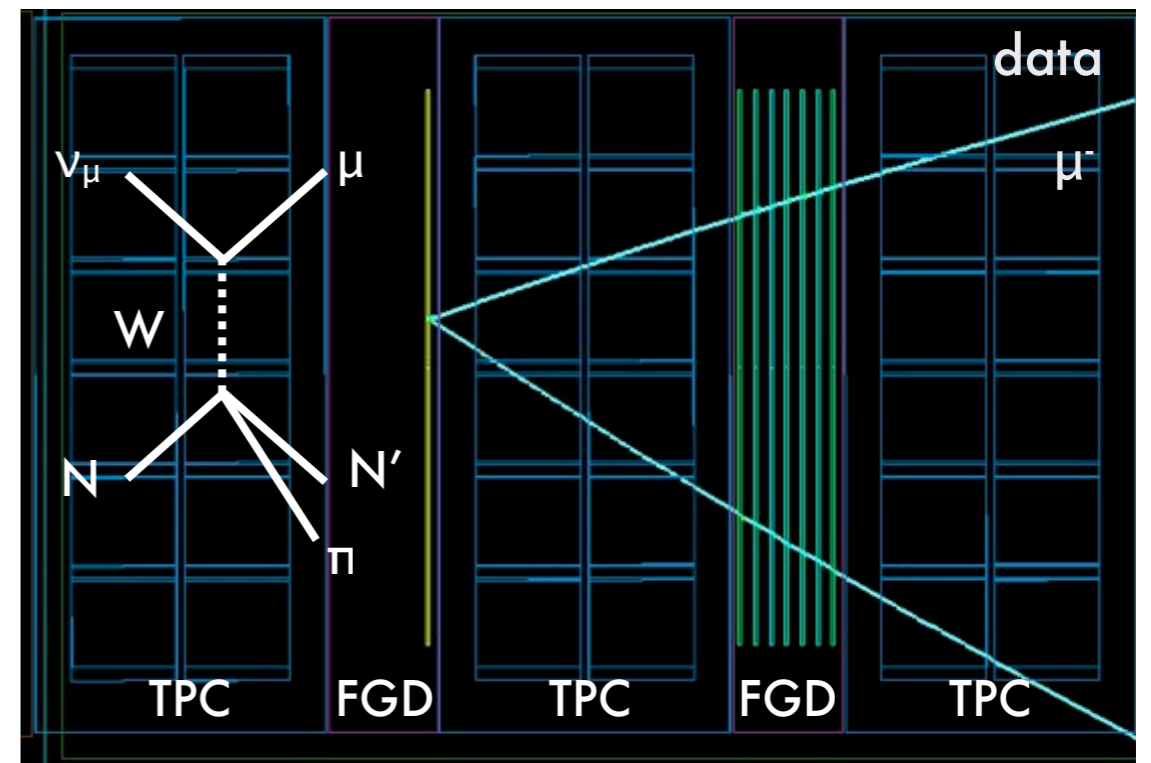 data
νμ
μ
μ-
W
N
N′
π
TPC FGD TPC FGD TPC